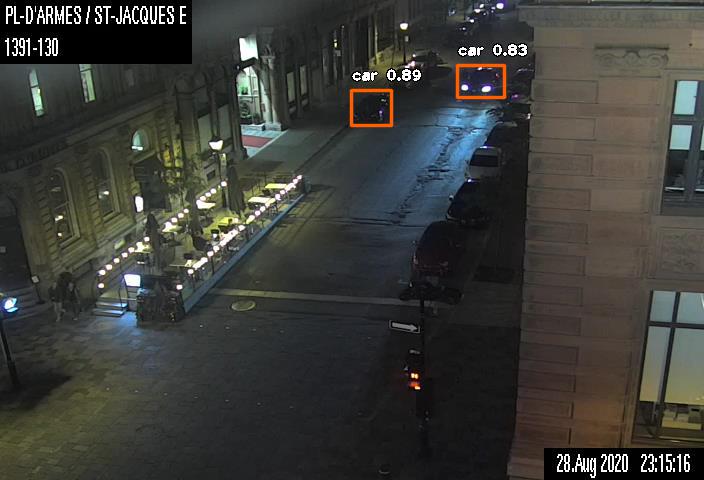 PL-D'ARMES / ST-JACQUES E
1391-130
car 0.89
car 0.83
28.Aug 2020 23:15:16